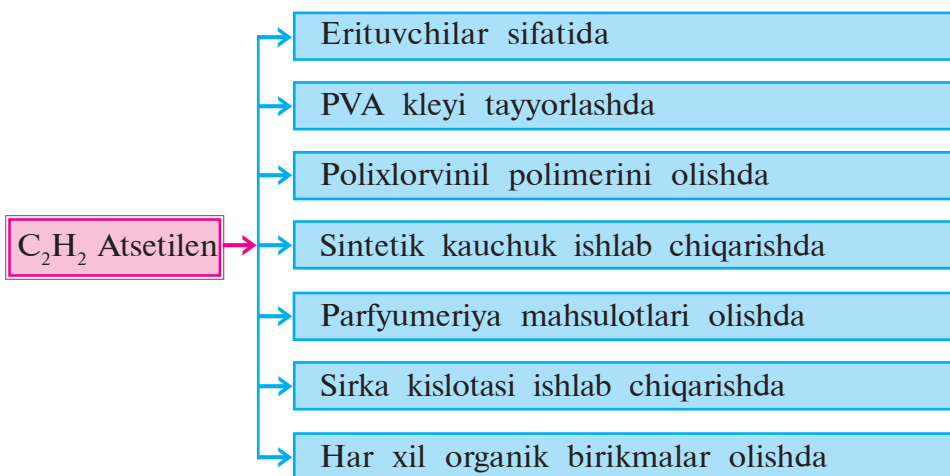 Erituvchilar sifatida
PVA kleyi tayyorlashda
Polixlorvinil polimerini olishda
C₂H₂ Atsetilen
Sintetik kauchuk ishlab chiqarishda
Parfyumeriya mahsulotlari olishda
Sirka kislotasi ishlab chiqarishda
Har xil organik birikmalar olishda